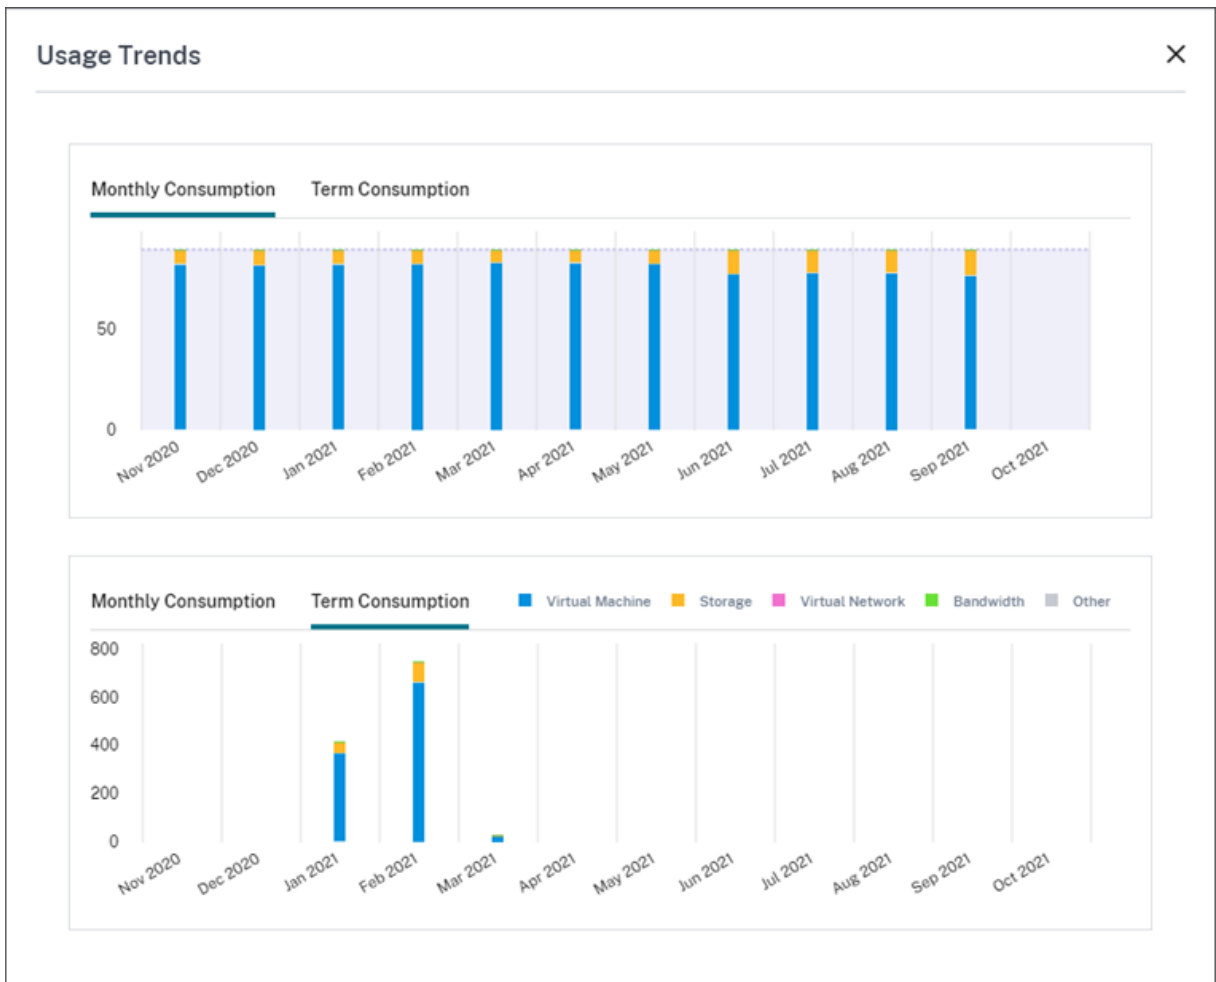 Usage Trends
Monthly Consumption Term Consumption
50
0
Nov 2020 Dec 2020 Jan 2021 Feb 2021 Mar 2021 Apr 2021 May 2021 Jun 2021 Jul 2021 Aug 2021 Sep 2021 Oct 2021
Monthly Consumption Term Consumption Virtual Machine Storage Virtual Network Bandwidth Other
800
600
400
200
0
Nov 2020 Dec 2020 Jan 2021 Feb 2021 Mar 2021 Apr 2021 May 2021 Jun 2021 Jul 2021 Aug 2021 Sep 2021 Oct 2021